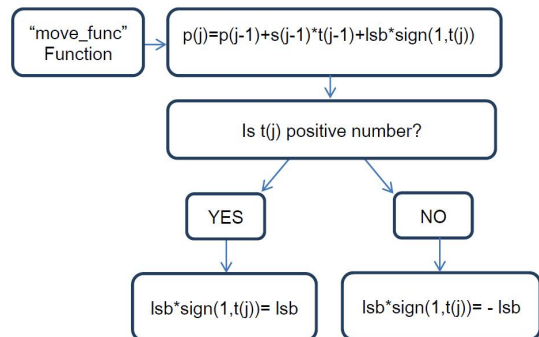 “move_func”
Function
p(j)=p(j-1)+s(j-1)*t(j-1)+lsb*sign(1,t(j))
Is t(j) positive number?
YES
NO
lsb*sign(1,t(j))= lsb
lsb*sign(1,t(j))= - lsb